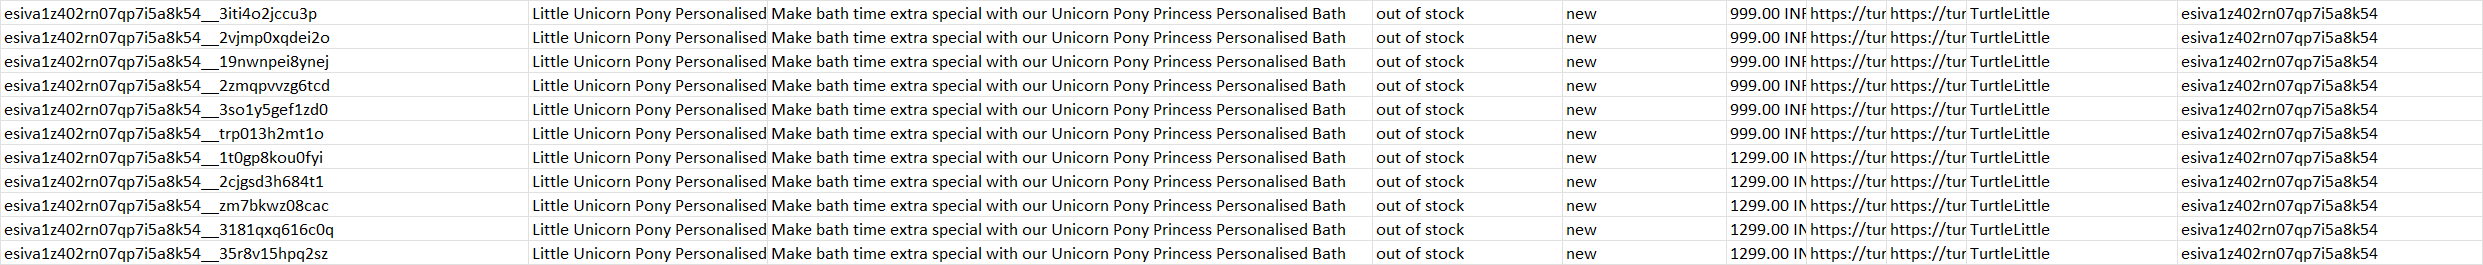 esiva1z402rn07qp7i5a8k54__3iti4o2jccu3p Little Unicorn Pony Personalised Make bath time extra special with our Unicorn Pony Princess Personalised Bath out of stock new 999.00 INR https://tur https://tur TurtleLittle esiva1z402rn07qp7i5a8k54
esiva1z402rn07qp7i5a8k54__2vjmp0xqdei2o Little Unicorn Pony Personalised Make bath time extra special with our Unicorn Pony Princess Personalised Bath out of stock new 999.00 INR https://tur https://tur TurtleLittle esiva1z402rn07qp7i5a8k54
esiva1z402rn07qp7i5a8k54__19nwnpei8ynej Little Unicorn Pony Personalised Make bath time extra special with our Unicorn Pony Princess Personalised Bath out of stock new 999.00 INR https://tur https://tur TurtleLittle esiva1z402rn07qp7i5a8k54
esiva1z402rn07qp7i5a8k54__2zmqpvvzg6tcd Little Unicorn Pony Personalised Make bath time extra special with our Unicorn Pony Princess Personalised Bath out of stock new 999.00 INR https://tur https://tur TurtleLittle esiva1z402rn07qp7i5a8k54
esiva1z402rn07qp7i5a8k54__3so1y5gef1zd0 Little Unicorn Pony Personalised Make bath time extra special with our Unicorn Pony Princess Personalised Bath out of stock new 999.00 INR https://tur https://tur TurtleLittle esiva1z402rn07qp7i5a8k54
esiva1z402rn07qp7i5a8k54__trp013h2mt1o Little Unicorn Pony Personalised Make bath time extra special with our Unicorn Pony Princess Personalised Bath out of stock new 999.00 INR https://tur https://tur TurtleLittle esiva1z402rn07qp7i5a8k54
esiva1z402rn07qp7i5a8k54__1t0gp8kou0fyi Little Unicorn Pony Personalised Make bath time extra special with our Unicorn Pony Princess Personalised Bath out of stock new 1299.00 IN https://tur https://tur TurtleLittle esiva1z402rn07qp7i5a8k54
esiva1z402rn07qp7i5a8k54__2cjgsd3h684t1 Little Unicorn Pony Personalised Make bath time extra special with our Unicorn Pony Princess Personalised Bath out of stock new 1299.00 IN https://tur https://tur TurtleLittle esiva1z402rn07qp7i5a8k54
esiva1z402rn07qp7i5a8k54__zm7bkwz08cac Little Unicorn Pony Personalised Make bath time extra special with our Unicorn Pony Princess Personalised Bath out of stock new 1299.00 IN https://tur https://tur TurtleLittle esiva1z402rn07qp7i5a8k54
esiva1z402rn07qp7i5a8k54__3181qxq616c0q Little Unicorn Pony Personalised Make bath time extra special with our Unicorn Pony Princess Personalised Bath out of stock new 1299.00 IN https://tur https://tur TurtleLittle esiva1z402rn07qp7i5a8k54
esiva1z402rn07qp7i5a8k54__35r8v15hpq2sz Little Unicorn Pony Personalised Make bath time extra special with our Unicorn Pony Princess Personalised Bath out of stock new 1299.00 IN https://tur https://tur TurtleLittle esiva1z402rn07qp7i5a8k54